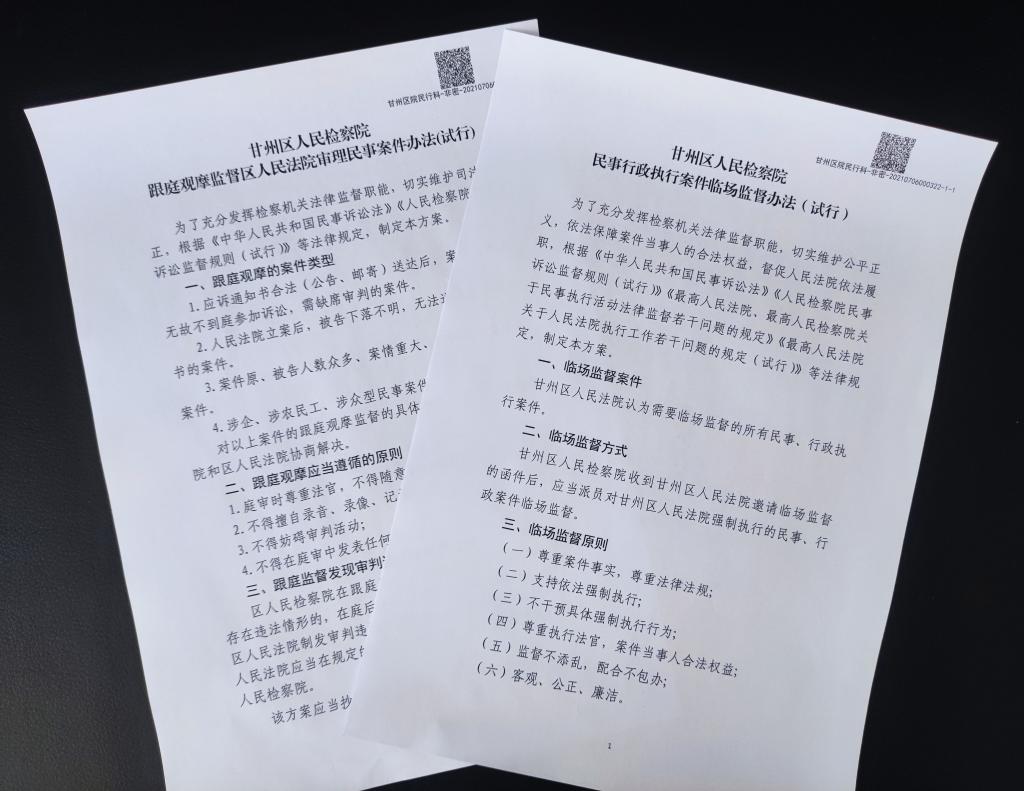 甘州区院民行科-非密-2021070600
甘州区人民检察院
跟庭观摩监督区人民法院审理民事案件办法(试行)
为了充分发挥检察机关法律监督职能，切实维护司法
正，根据《中华人民共和国民事诉讼法》《人民检察院
诉讼监督规则（试行）》等法律规定，制定本方案。
一、跟庭观摩的案件类型
1.应诉通知书合法（公告、邮寄）送达后，案
无故不到庭参加诉讼，需缺席审判的案件。
2.人民法院立案后，被告下落不明，无法
书的案件。
3.案件原、被告人数众多、案情重大、
案件。
4.涉企、涉农民工、涉众型民事案件
对以上案件的跟庭观摩监督的具体
院和区人民法院协商解决。
二、跟庭观摩应当遵循的原则
1.庭审时尊重法官，不得随意
2.不得擅自录音、录像、记
3.不得妨碍审判活动；
4.不得在庭审中发表任何
三、跟庭监督发现审判
区人民检察院在跟庭
存在违法情形的，在庭后
区人民法院制发审判违
人民法院应当在规定
人民检察院。
该方案应当抄
甘州区院民行科-非密-20210706000322-1-1
甘州区人民检察院
民事行政执行案件临场监督办法（试行）
为了充分发挥检察机关法律监督职能，切实维护公平正
义，依法保障案件当事人的合法权益，督促人民法院依法履
职，根据《中华人民共和国民事诉讼法》《人民检察院民事
诉讼监督规则（试行）》《最高人民法院、最高人民检察院关
于民事执行活动法律监督若干问题的规定》《最高人民法院
关于人民法院执行工作若干问题的规定（试行）》等法律规
定，制定本方案。
一、临场监督案件
甘州区人民法院认为需要临场监督的所有民事、行政执
行案件。
二、临场监督方式
甘州区人民检察院收到甘州区人民法院邀请临场监督
的函件后，应当派员对甘州区人民法院强制执行的民事、行
政案件临场监督。
三、临场监督原则
（一）尊重案件事实，尊重法律法规；
（二）支持依法强制执行；
（三）不干预具体强制执行行为；
（四）尊重执行法官，案件当事人合法权益；
（五）监督不添乱，配合不包办；
（六）客观、公正、廉洁。
1